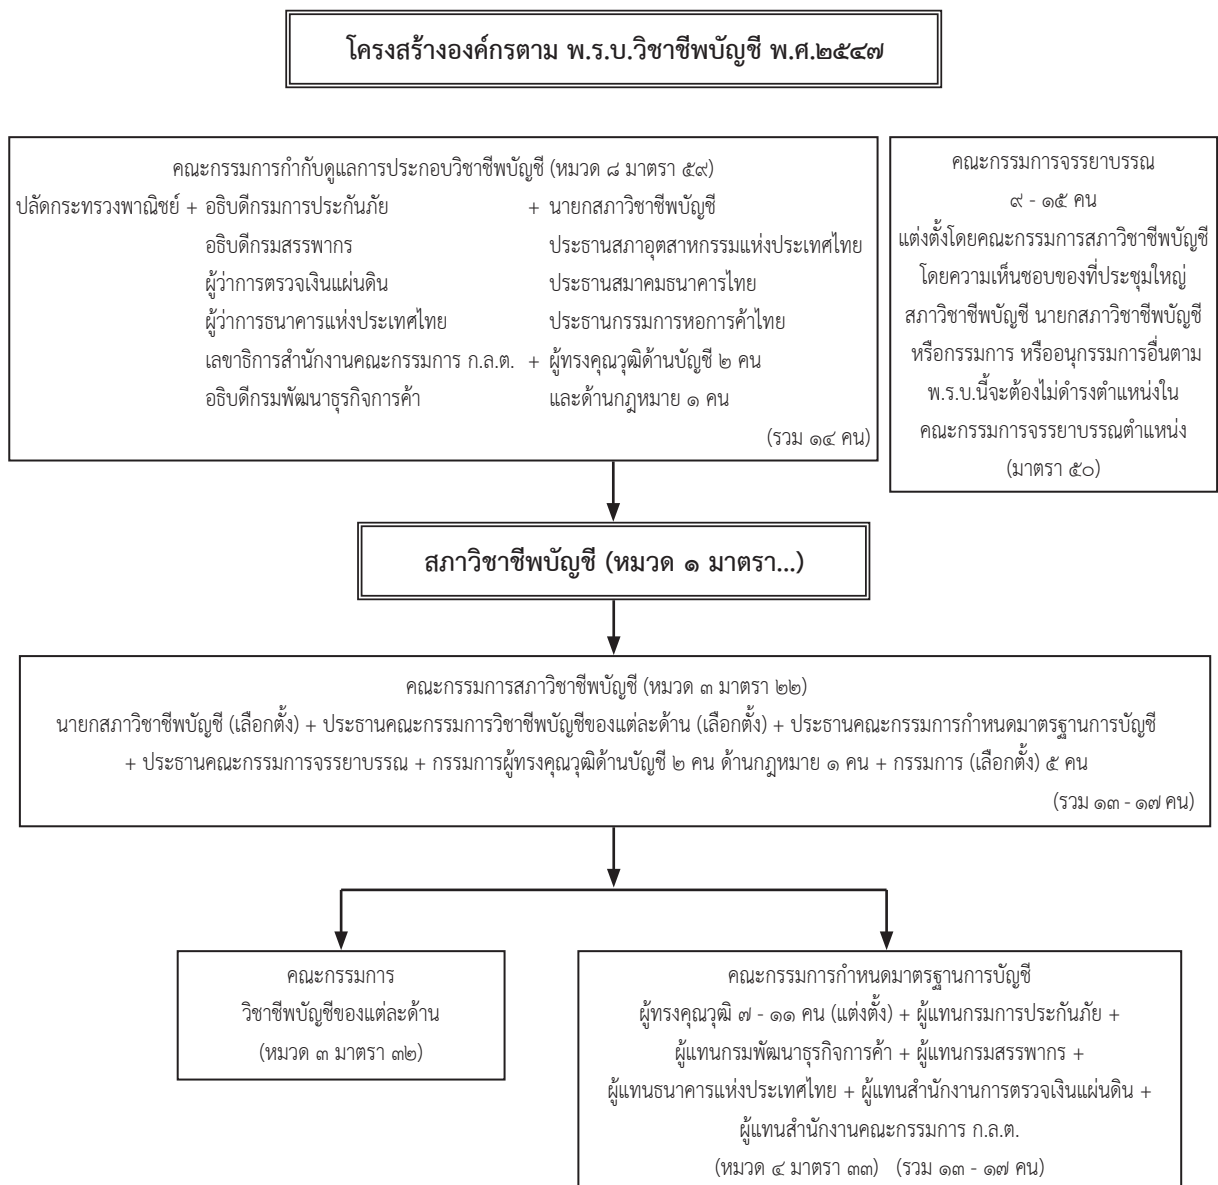 โครงสร้างองค์กรตาม พ.ร.บ.วิชาชีพบัญชี พ.ศ.๒๕๔๗
คณะกรรมการกำกับดูแลการประกอบวิชาชีพบัญชี (หมวด ๘ มาตรา ๕๙)
ปลัดกระทรวงพาณิชย์ + อธิบดีกรมการประกันภัย + นายกสภาวิชาชีพบัญชี
อธิบดีกรมสรรพากร ประธานสภาอุตสาหกรรมแห่งประเทศไทย
ผู้ว่าการตรวจเงินแผ่นดิน ประธานสมาคมธนาคารไทย
ผู้ว่าการธนาคารแห่งประเทศไทย ประธานกรรมการหอการค้าไทย
เลขาธิการสำนักงานคณะกรรมการ ก.ล.ต. + ผู้ทรงคุณวุฒิด้านบัญชี ๒ คน
อธิบดีกรมพัฒนาธุรกิจการค้า และด้านกฎหมาย ๑ คน
(รวม ๑๔ คน)
คณะกรรมการจรรยาบรรณ
๙ - ๑๕ คน
แต่งตั้งโดยคณะกรรมการสภาวิชาชีพบัญชี
โดยความเห็นชอบของที่ประชุมใหญ่
สภาวิชาชีพบัญชี นายกสภาวิชาชีพบัญชี
หรือกรรมการ หรืออนุกรรมการอื่นตาม
พ.ร.บ.นี้จะต้องไม่ดำรงตำแหน่งใน
คณะกรรมการจรรยาบรรณตำแหน่ง
(มาตรา ๕๐)
สภาวิชาชีพบัญชี (หมวด ๑ มาตรา...)
คณะกรรมการสภาวิชาชีพบัญชี (หมวด ๓ มาตรา ๒๒)
นายกสภาวิชาชีพบัญชี (เลือกตั้ง) + ประธานคณะกรรมการวิชาชีพบัญชีของแต่ละด้าน (เลือกตั้ง) + ประธานคณะกรรมการกำหนดมาตรฐานการบัญชี
+ ประธานคณะกรรมการจรรยาบรรณ + กรรมการผู้ทรงคุณวุฒิด้านบัญชี ๒ คน ด้านกฎหมาย ๑ คน + กรรมการ (เลือกตั้ง) ๕ คน
(รวม ๑๓ - ๑๗ คน)
คณะกรรมการ
วิชาชีพบัญชีของแต่ละด้าน
(หมวด ๓ มาตรา ๓๒)
คณะกรรมการกำหนดมาตรฐานการบัญชี
ผู้ทรงคุณวุฒิ ๗ - ๑๑ คน (แต่งตั้ง) + ผู้แทนกรมการประกันภัย +
ผู้แทนกรมพัฒนาธุรกิจการค้า + ผู้แทนกรมสรรพากร +
ผู้แทนธนาคารแห่งประเทศไทย + ผู้แทนสำนักงานการตรวจเงินแผ่นดิน +
ผู้แทนสำนักงานคณะกรรมการ ก.ล.ต.
(หมวด ๔ มาตรา ๓๓) (รวม ๑๓ - ๑๗ คน)